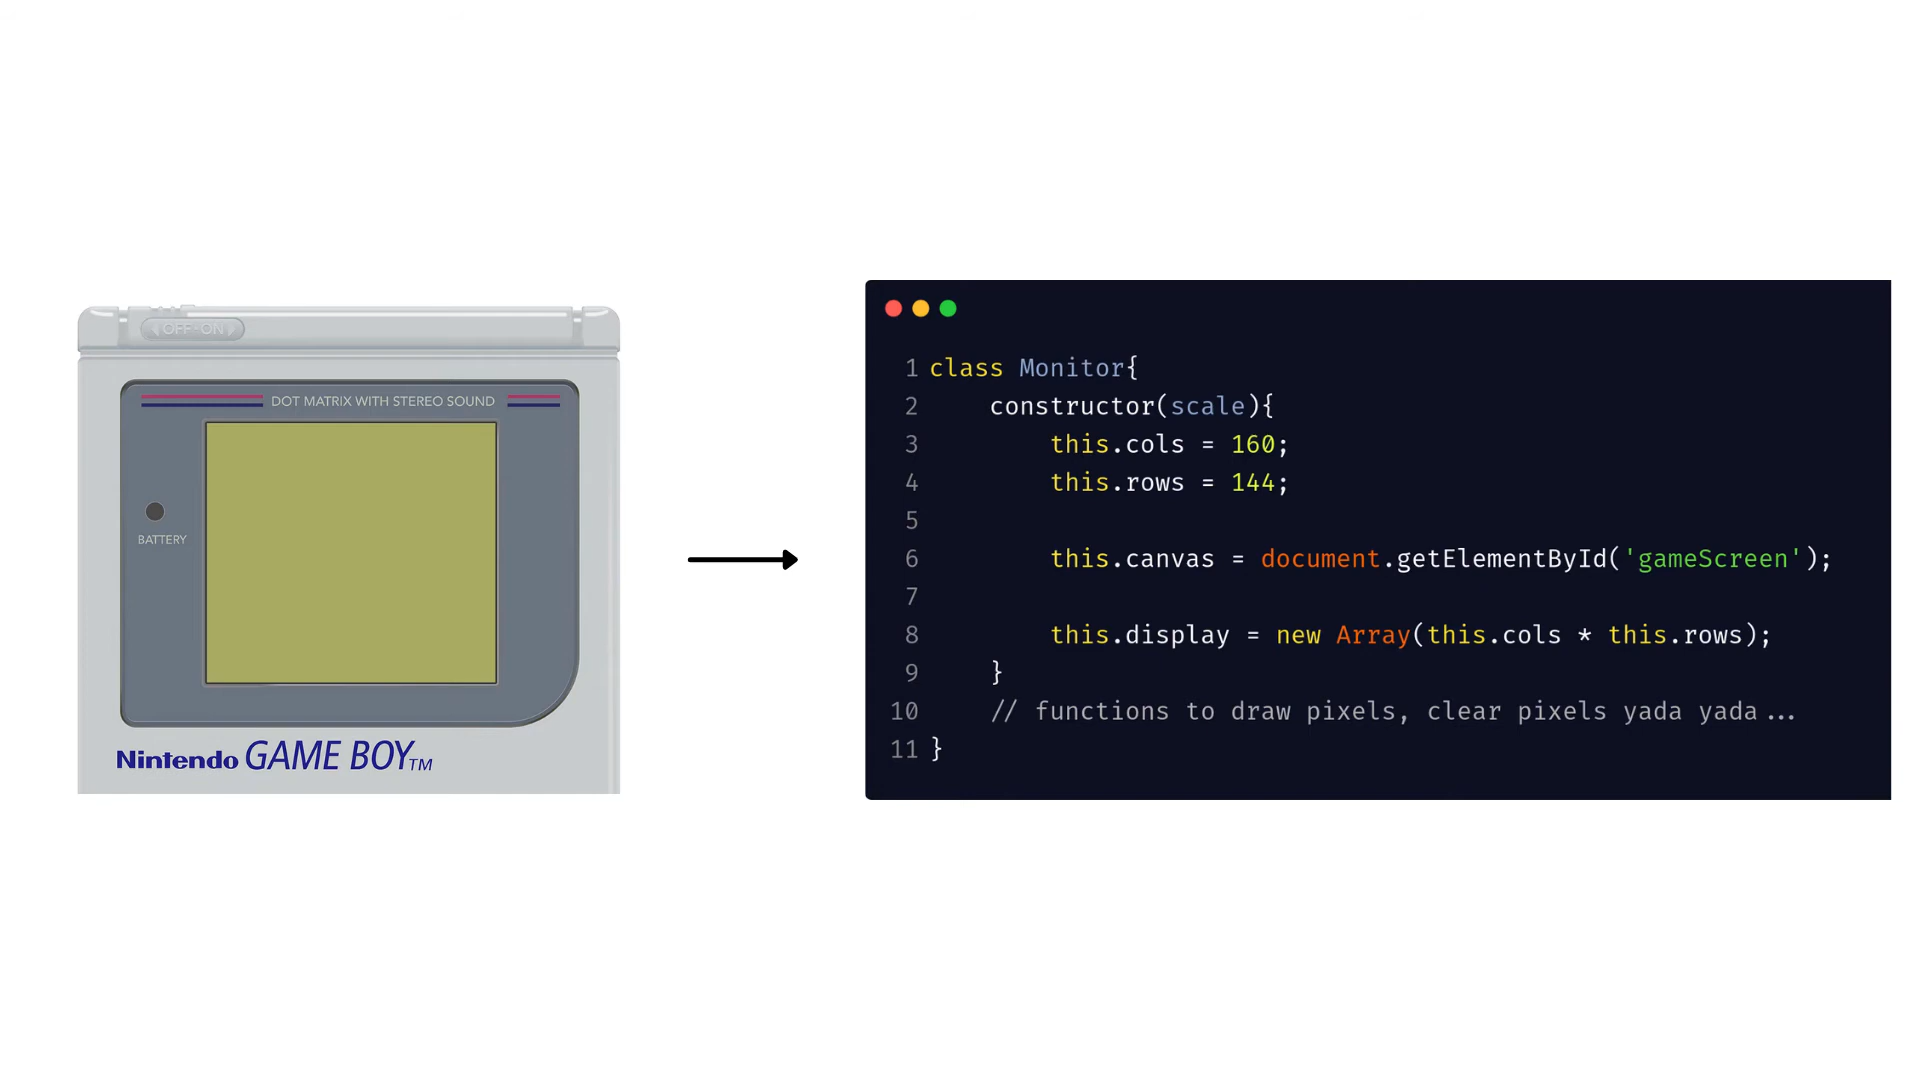 OFF•ON
DOT MATRIX WITH STEREO SOUND
BATTERY
Nintendo GAME BOY TM
1 class Monitor{
2 constructor(scale){
3 this.cols = 160;
4 this.rows = 144;
5
6 this.canvas = document.getElementById('gameScreen');
7
8 this.display = new Array(this.cols * this.rows);
9 }
10 // functions to draw pixels, clear pixels yada yada...
11 }